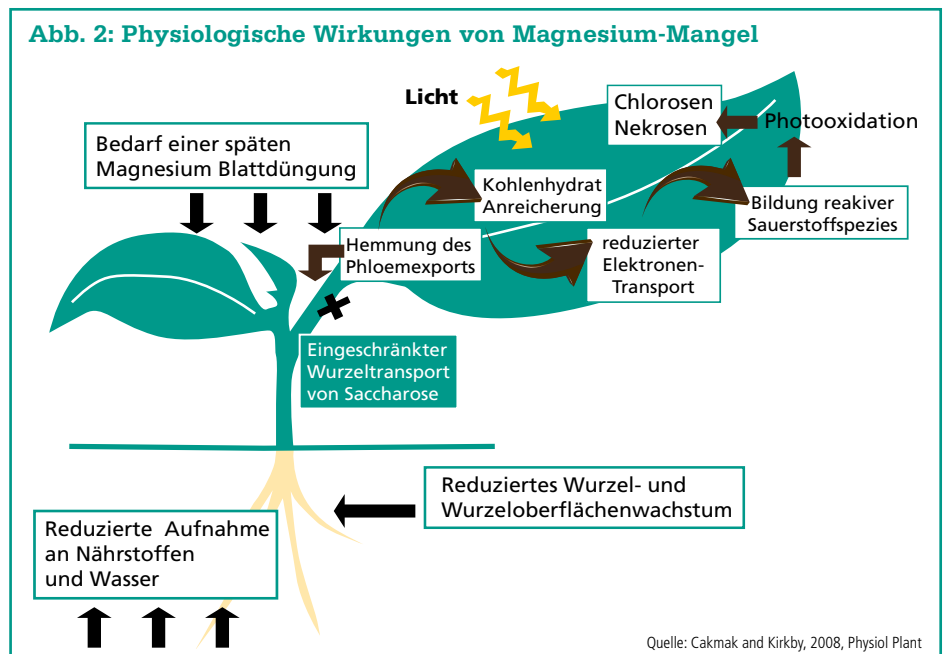 Abb. 2: Physiologische Wirkungen von Magnesium-Mangel
Licht
Chlorosen
Nekrosen
Photooxidation
Bedarf einer späten
Magnesium Blattdüngung
Kohlenhydrat
Anreicherung
Bildung reakiver
Sauerstoffspezies
Hemmung des
Phloemexports
reduzierter
Elektronen-
Transport
Eingeschränkter
Wurzeltransport
von Saccharose
Reduziertes Wurzel- und
Wurzeloberflächenwachstum
Reduzierte Aufnahme
an Nährstoffen
und Wasser
Quelle: Cakmak and Kirkby, 2008, Physiol Plant